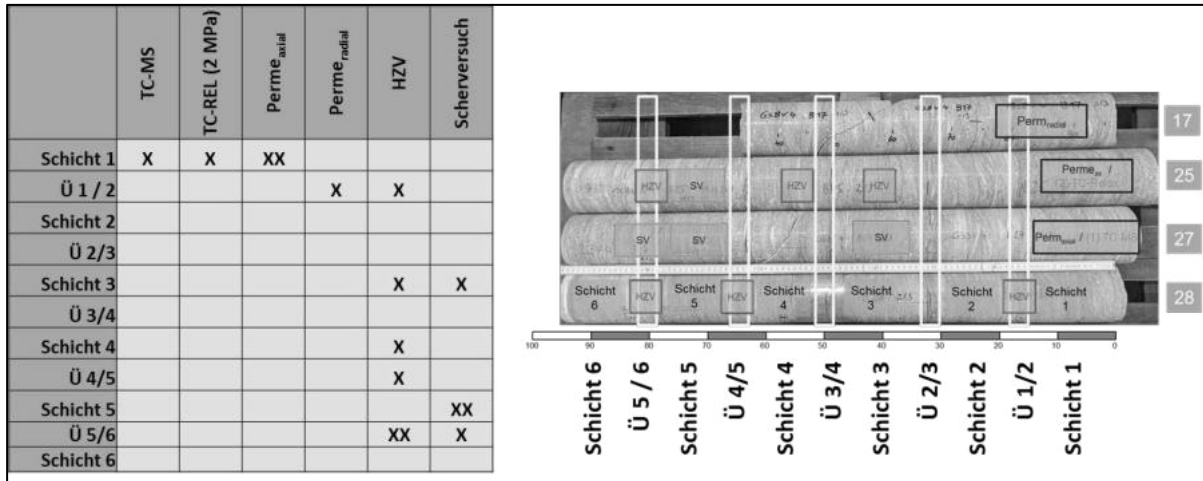 TC-MS TC-REL (2 MPa) Perme axial Perme radial HZV Scherversuch
Schicht 1 X X XX
Ü 1 / 2 X X
Schicht 2
Ü 2/3
Schicht 3 X X
Ü 3/4
Schicht 4 X
Ü 4/5 X
Schicht 5 XX
Ü 5/6 XX X
Schicht 6
Perm radial 17
HZV SV HZV HZV Perme ax / 25
SV SV SV Perm axial / (1) TC-MS 27
Schicht 6 HZV Schicht 5 HZV Schicht 4 Schicht 3 Schicht 2 HZV Schicht 1 28
100 90 80 70 60 50 40 30 20 10 0
Schicht 6 Ü 5 / 6 Schicht 5 Ü 4/5 Schicht 4 Ü 3/4 Schicht 3 Ü 2/3 Schicht 2 Ü 1/2 Schicht 1